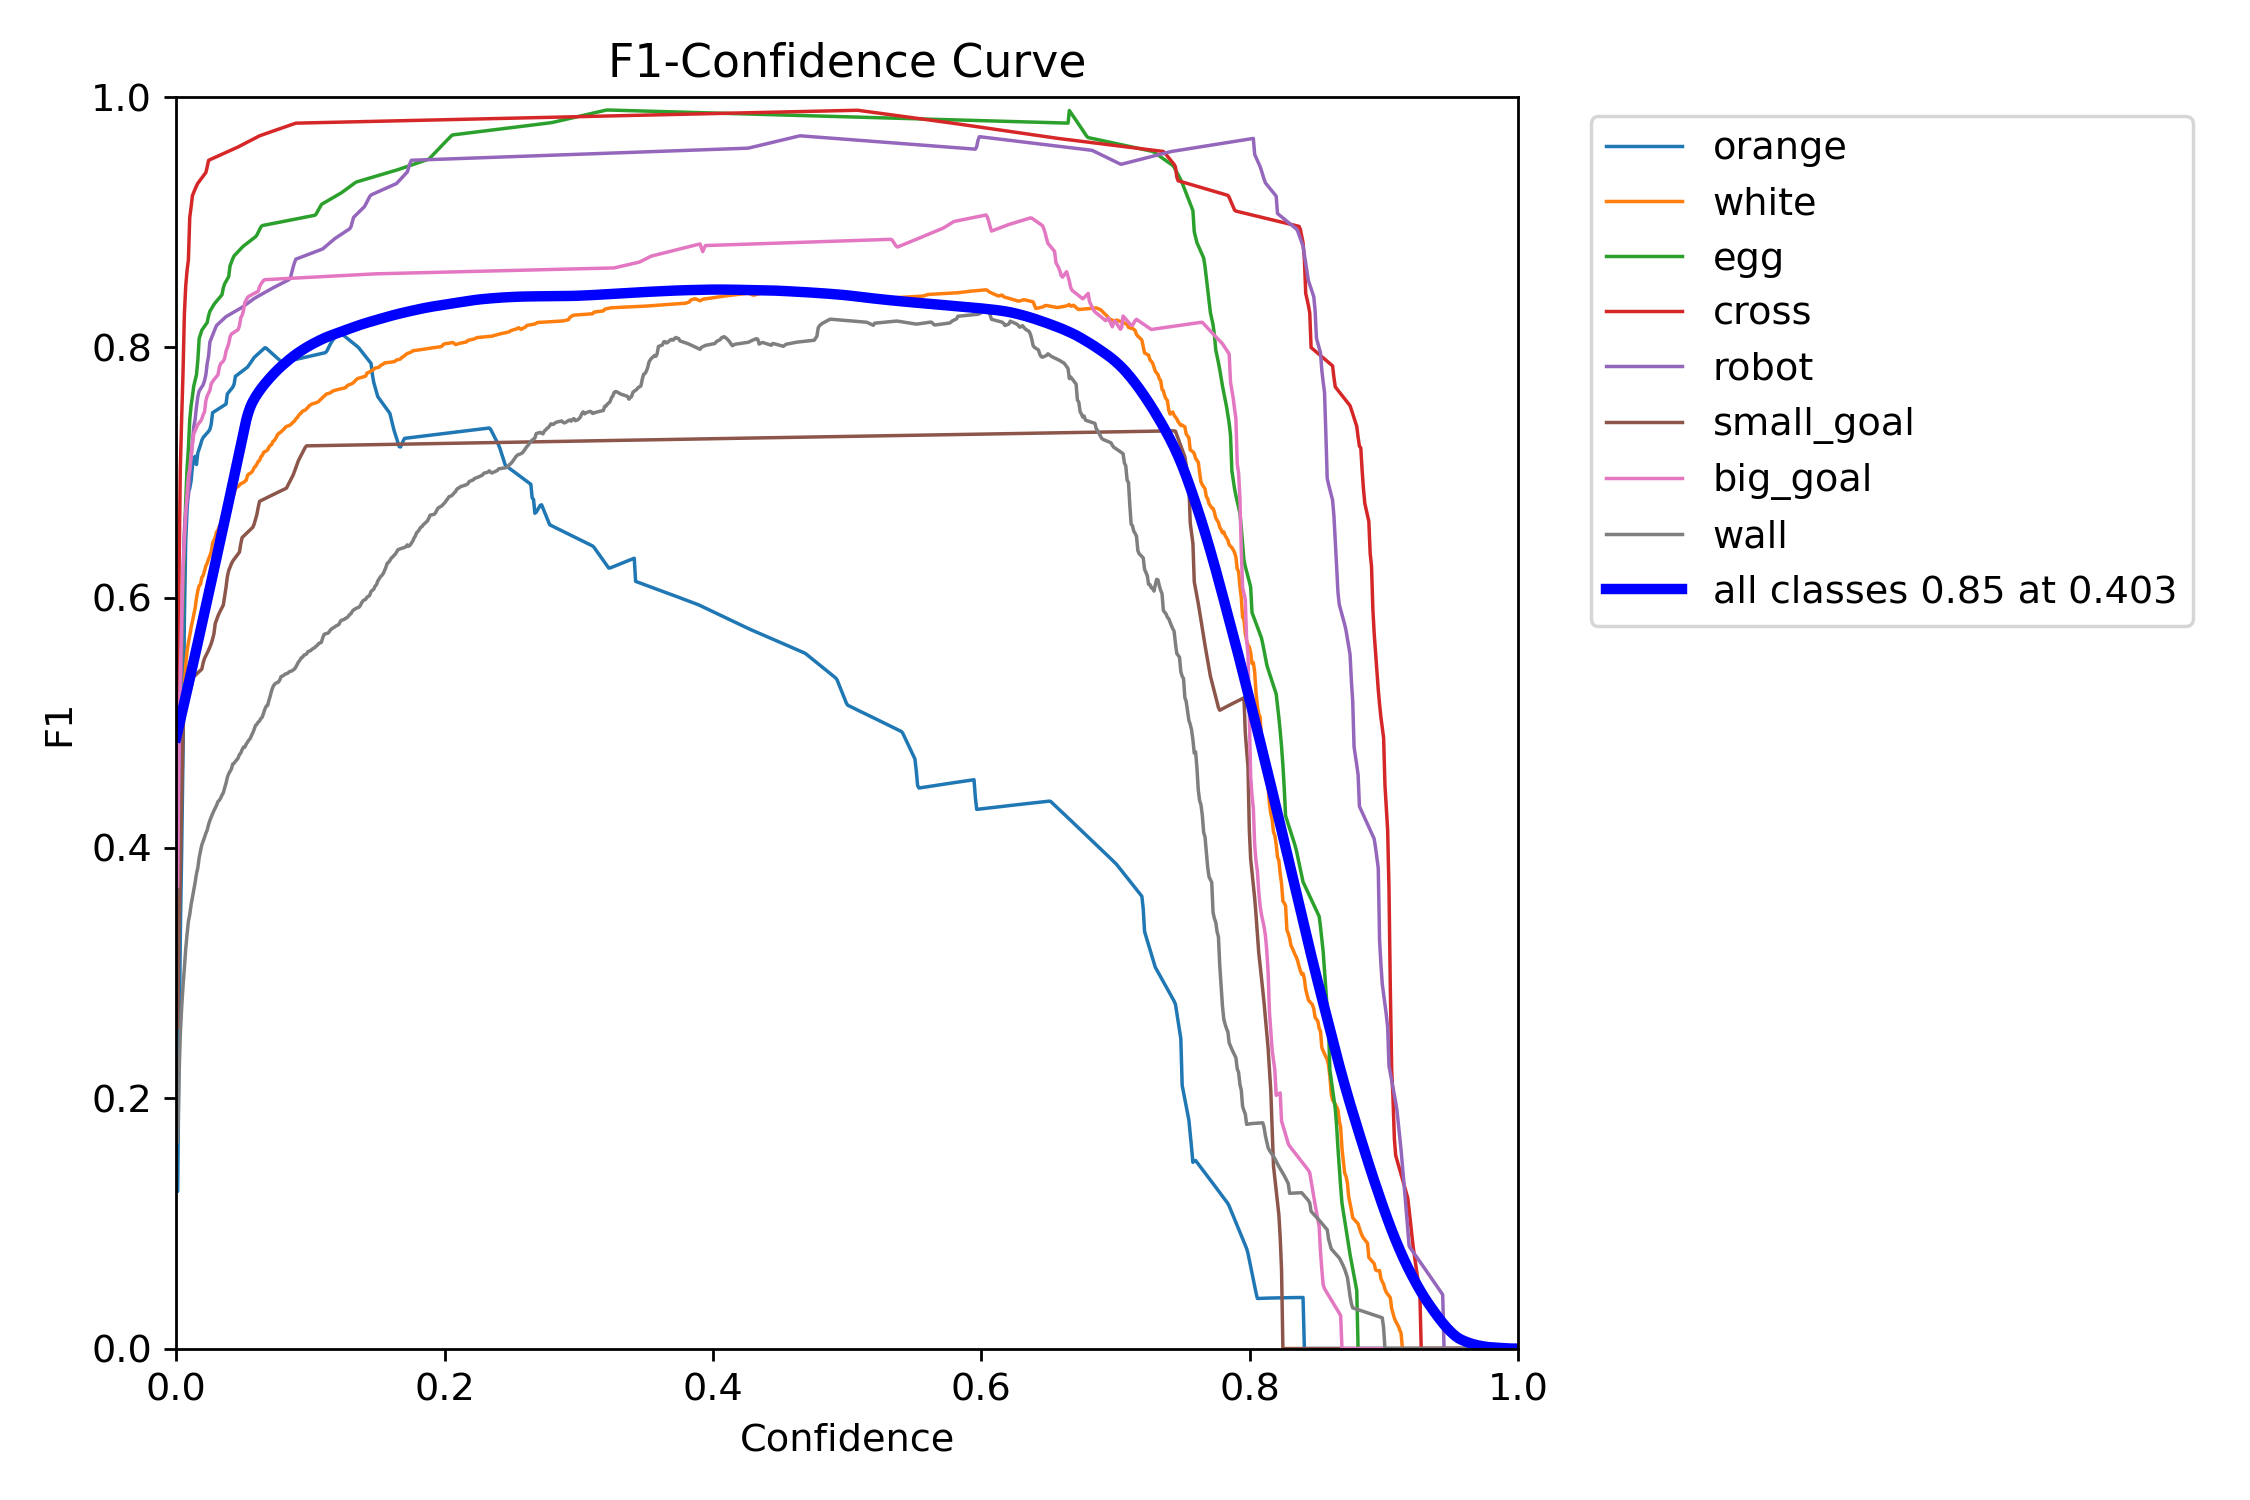 F1-Confidence Curve
1.0
0.8
0.6
0.4
0.2
0.0
F1
0.0 0.2 0.4 0.6 0.8 1.0
Confidence
orange
white
egg
cross
robot
small_goal
big_goal
wall
all classes 0.85 at 0.403